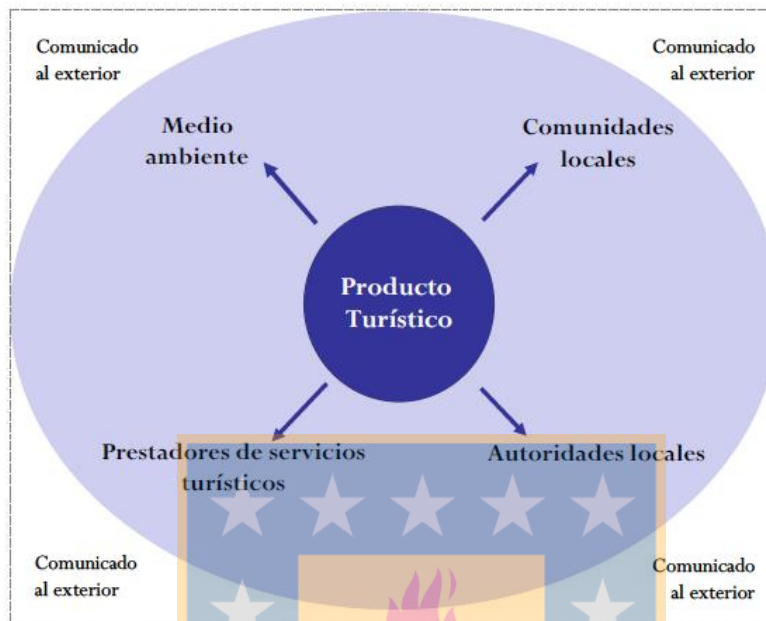 Comunicado
al exterior
Comunicado
al exterior
Medio
ambiente
Comunidades
locales
Producto
Turístico
Prestadores de servicios
turísticos
Autoridades locales
Comunicado
al exterior
Comunicado
al exterior